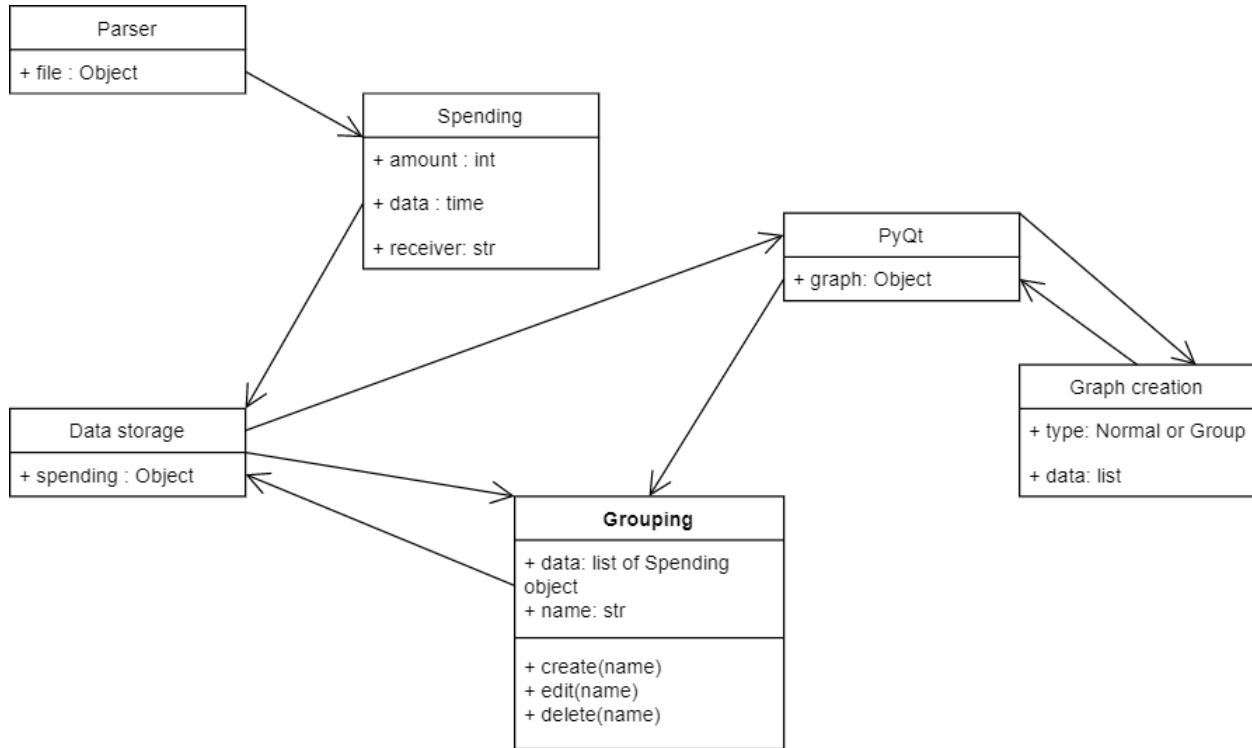 Parser
+ file : Object
Spending
+ amount : int
+ data : time
+ receiver: str
PyQt
+ graph: Object
Graph creation
+ type: Normal or Group
+ data: list
Data storage
+ spending : Object
Grouping
+ data: list of Spending
object
+ name: str
+ create(name)
+ edit(name)
+ delete(name)